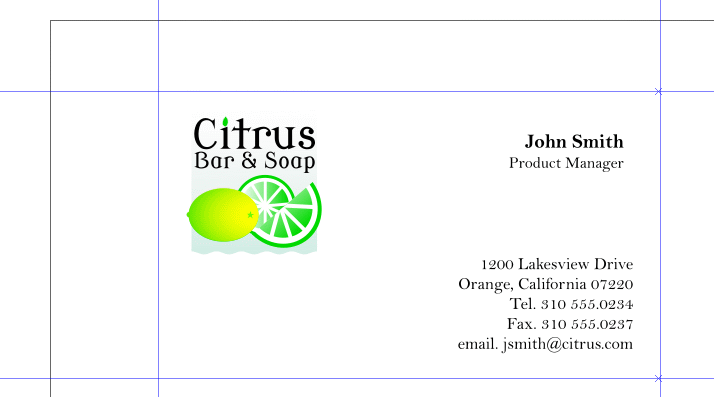 Citrus
Bar & Soap
John Smith
Product Manager
1200 Lakesview Drive
Orange, California 07220
Tel. 310 555.0234
Fax. 310 555.0237
email. jsmith@citrus.com